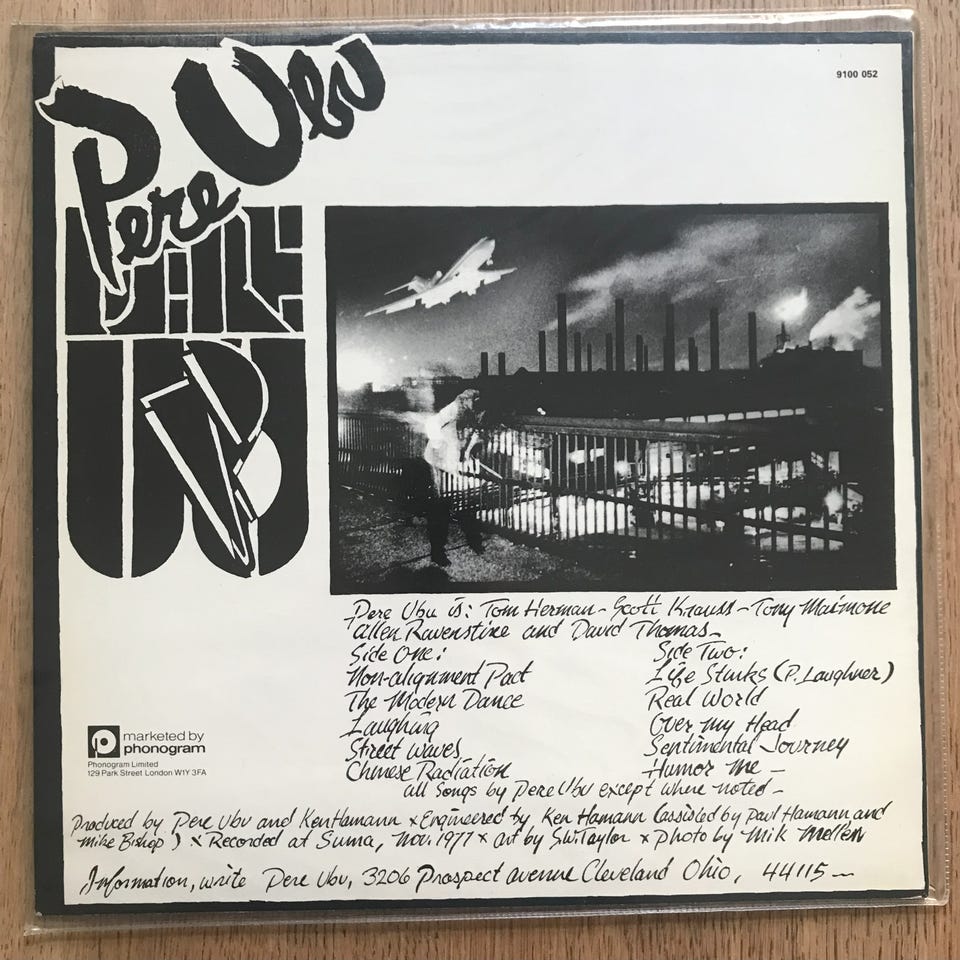 Pere Ubu
9100 052
PERE
UBU
Pere Ubu is: Tom Herman - Scott Krauss - Tony Maimone
Allen Ravenstine and David Thomas -
Side One:
Non-alignment Pact
The Modern Dance
Laughing
Street Waves
Chinese Radiation
Side Two:
Life Stinks (P. Laughner)
Real World
Over my Head
Sentimental Journey
Humor me -
all songs by Pere Ubu except where noted -
marketed by
phonogram
Phonogram Limited
129 Park Street London W1Y 3FA
Produced by Pere Ubu and Ken Hamann x Engineered by Ken Hamann (assisted by Paul Hamann and
Mike Bishop) x Recorded at Suma, Nov. 1977 x art by S.W. Taylor x Photo by Mik Mellen
Information, write Pere Ubu, 3206 Prospect avenue Cleveland Ohio, 44115 —